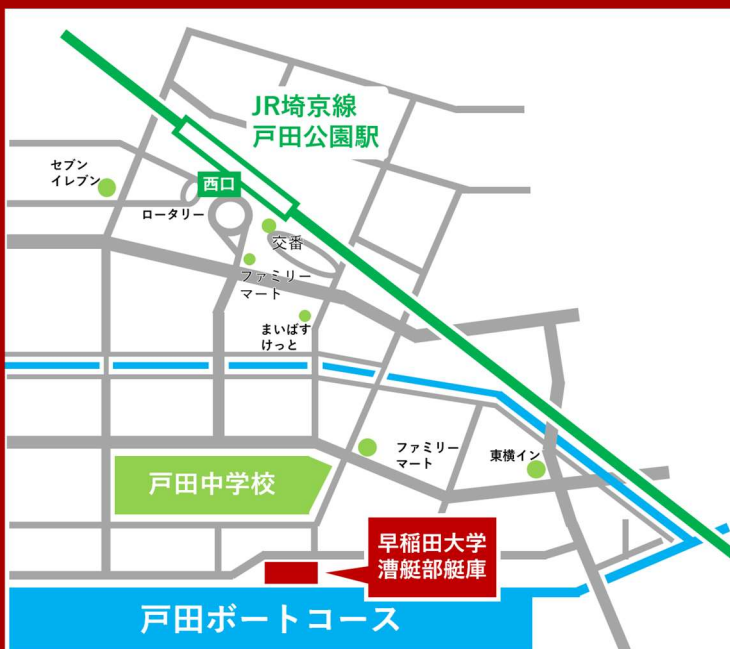 JR埼京線
戸田公園駅
セブン
イレブン
西口
ロータリー
交番
ファミリー
マート
まいばす
けっと
ファミリー
マート
東横イン
戸田中学校
早稲田大学
漕艇部艇庫
戸田ボートコース